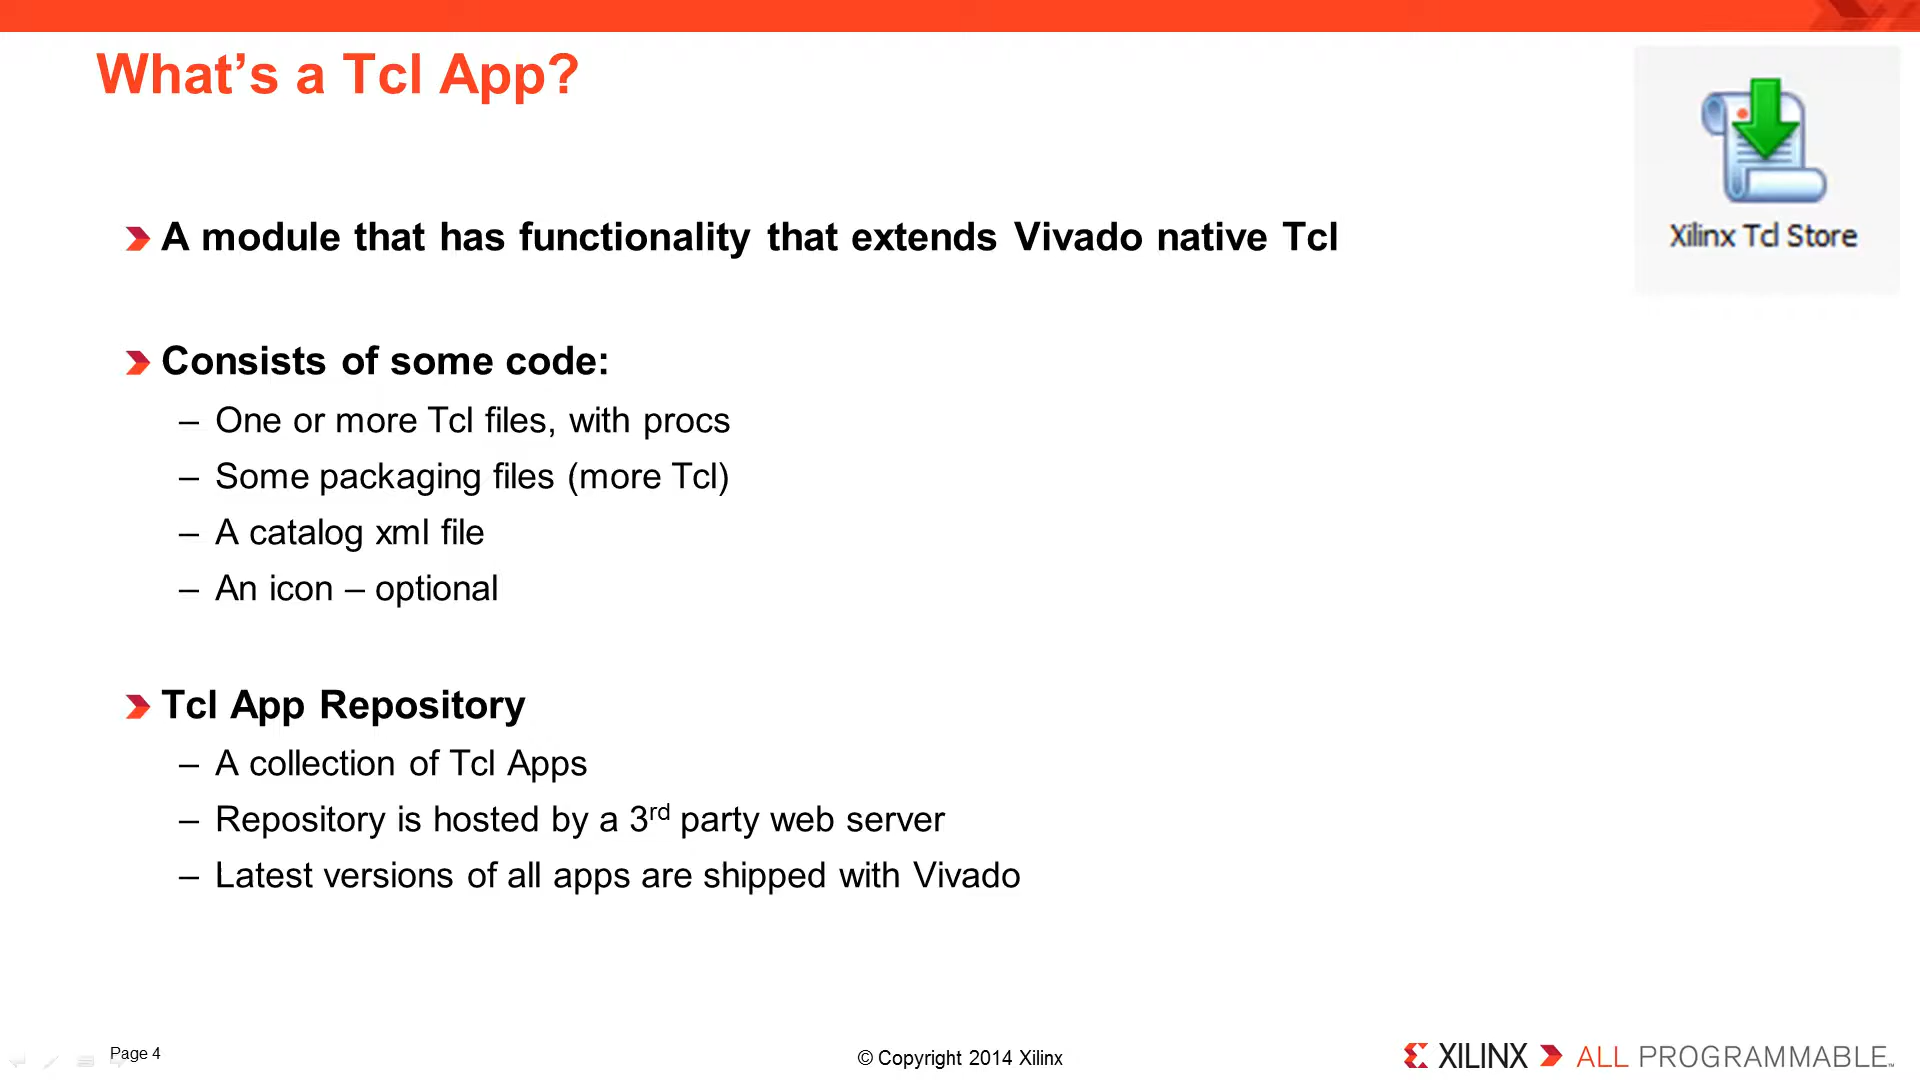 What's a Tcl App?
Xilinx Tcl Store
A module that has functionality that extends Vivado native Tcl
Consists of some code:
– One or more Tcl files, with procs
– Some packaging files (more Tcl)
– A catalog xml file
– An icon – optional
Tcl App Repository
– A collection of Tcl Apps
– Repository is hosted by a 3rd party web server
– Latest versions of all apps are shipped with Vivado
Page 4
© Copyright 2014 Xilinx
XILINX ALL PROGRAMMABLE™